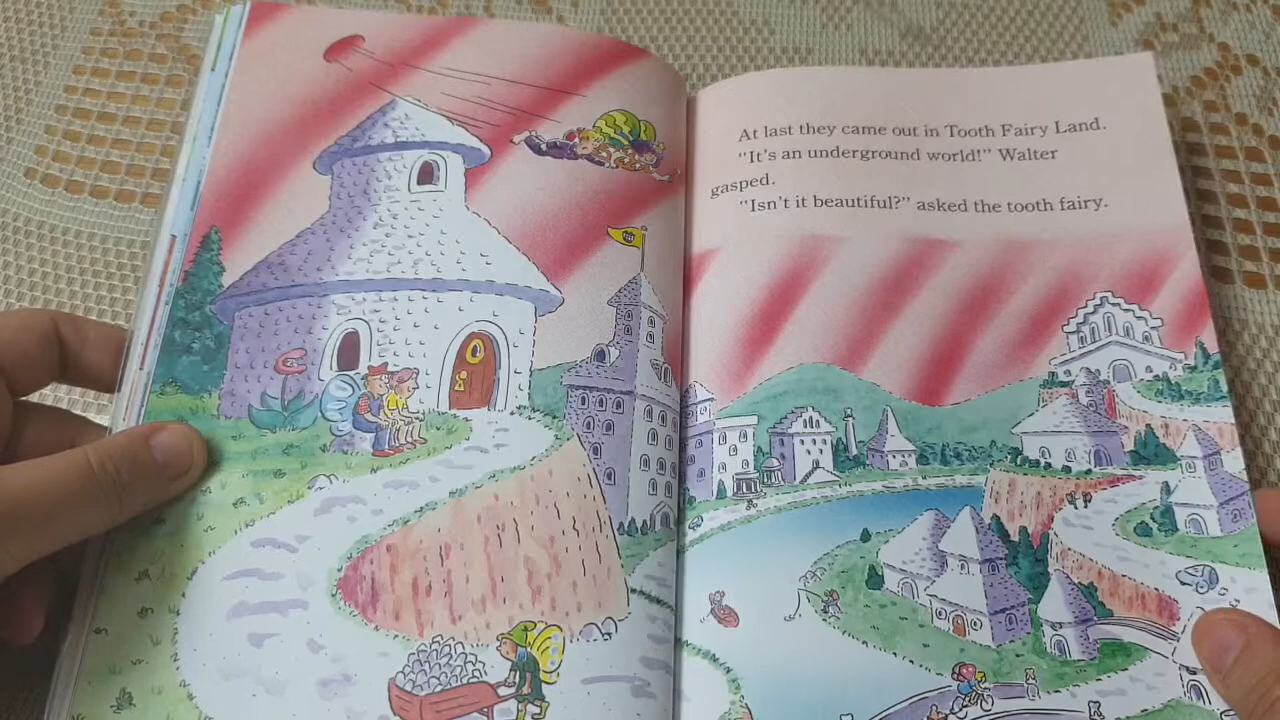 At last they came out in Tooth Fairy Land.
"It's an underground world!" Walter
gasped.
"Isn't it beautiful?" asked the tooth fairy.